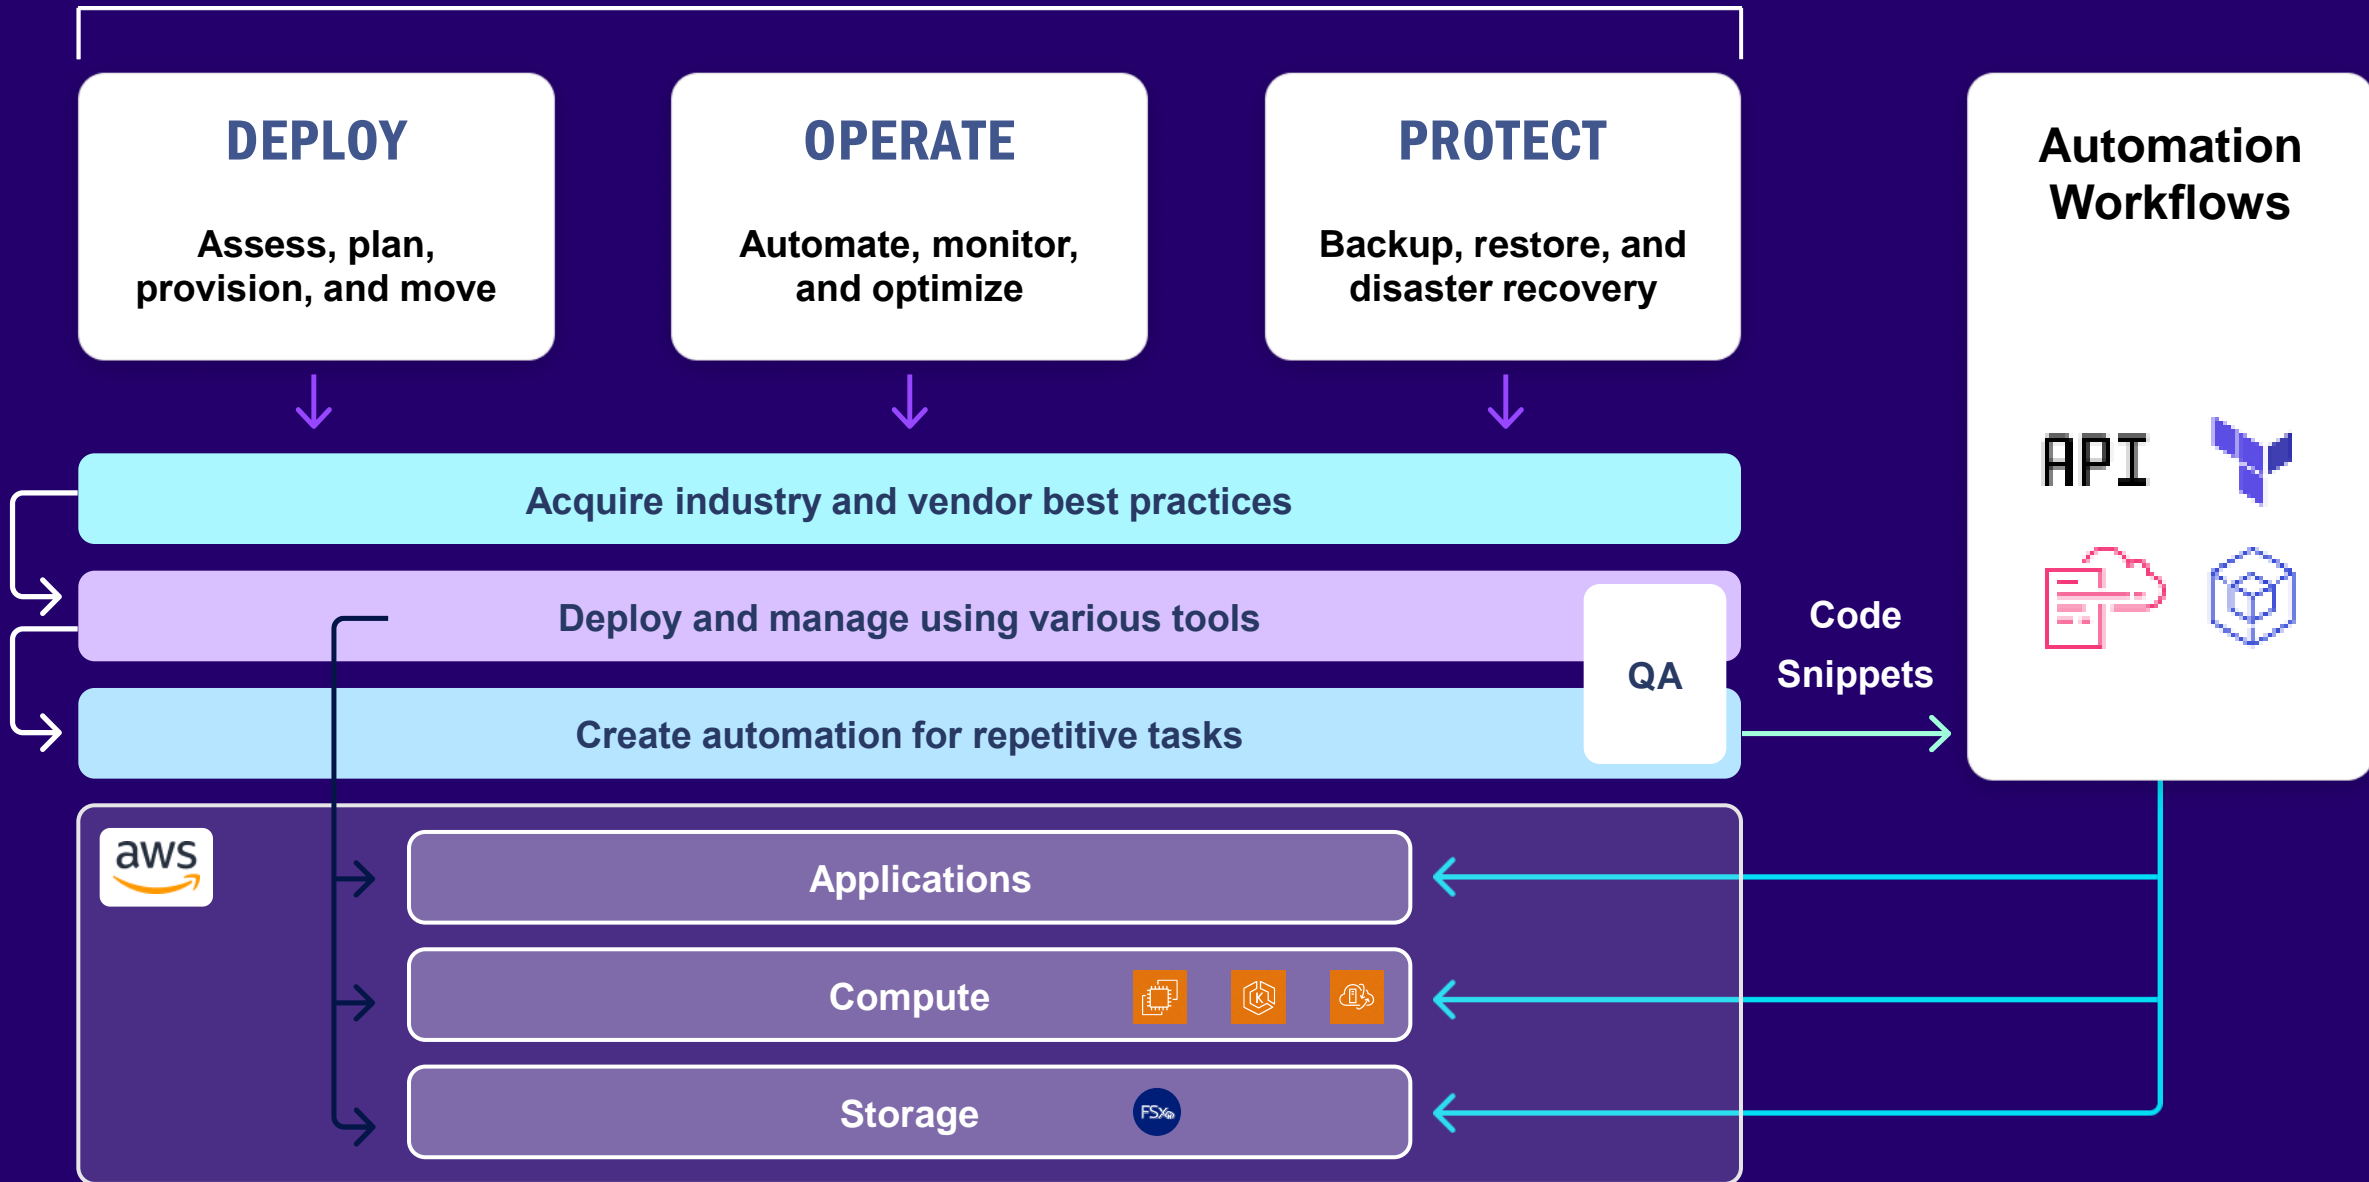 DEPLOY
Assess, plan,
provision, and move
OPERATE
Automate, monitor,
and optimize
PROTECT
Backup, restore, and
disaster recovery
Automation
Workflows
API
Acquire industry and vendor best practices
Deploy and manage using various tools
QA
Create automation for repetitive tasks
Code
Snippets
aws
Applications
Compute
K
Storage
FSx